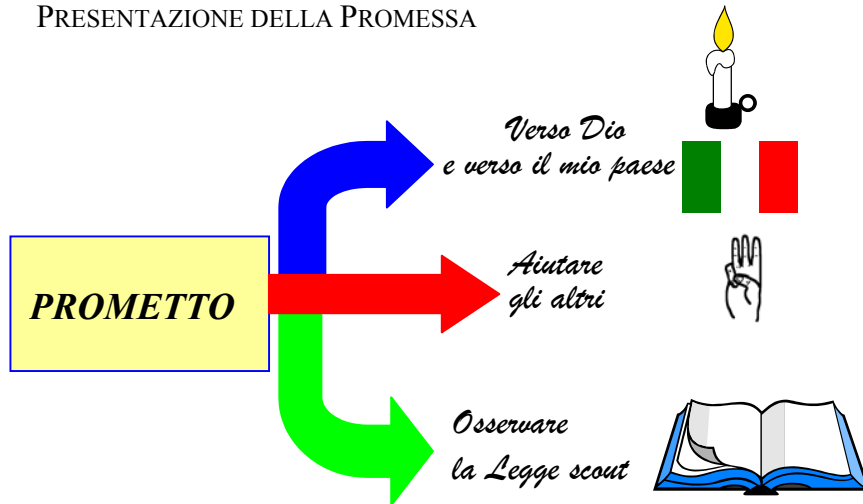 PRESENTAZIONE DELLA PROMESSA
Verso Dio
e verso il mio paese
PROMETTO
Aiutare
gli altri
Osservare
la Legge scout